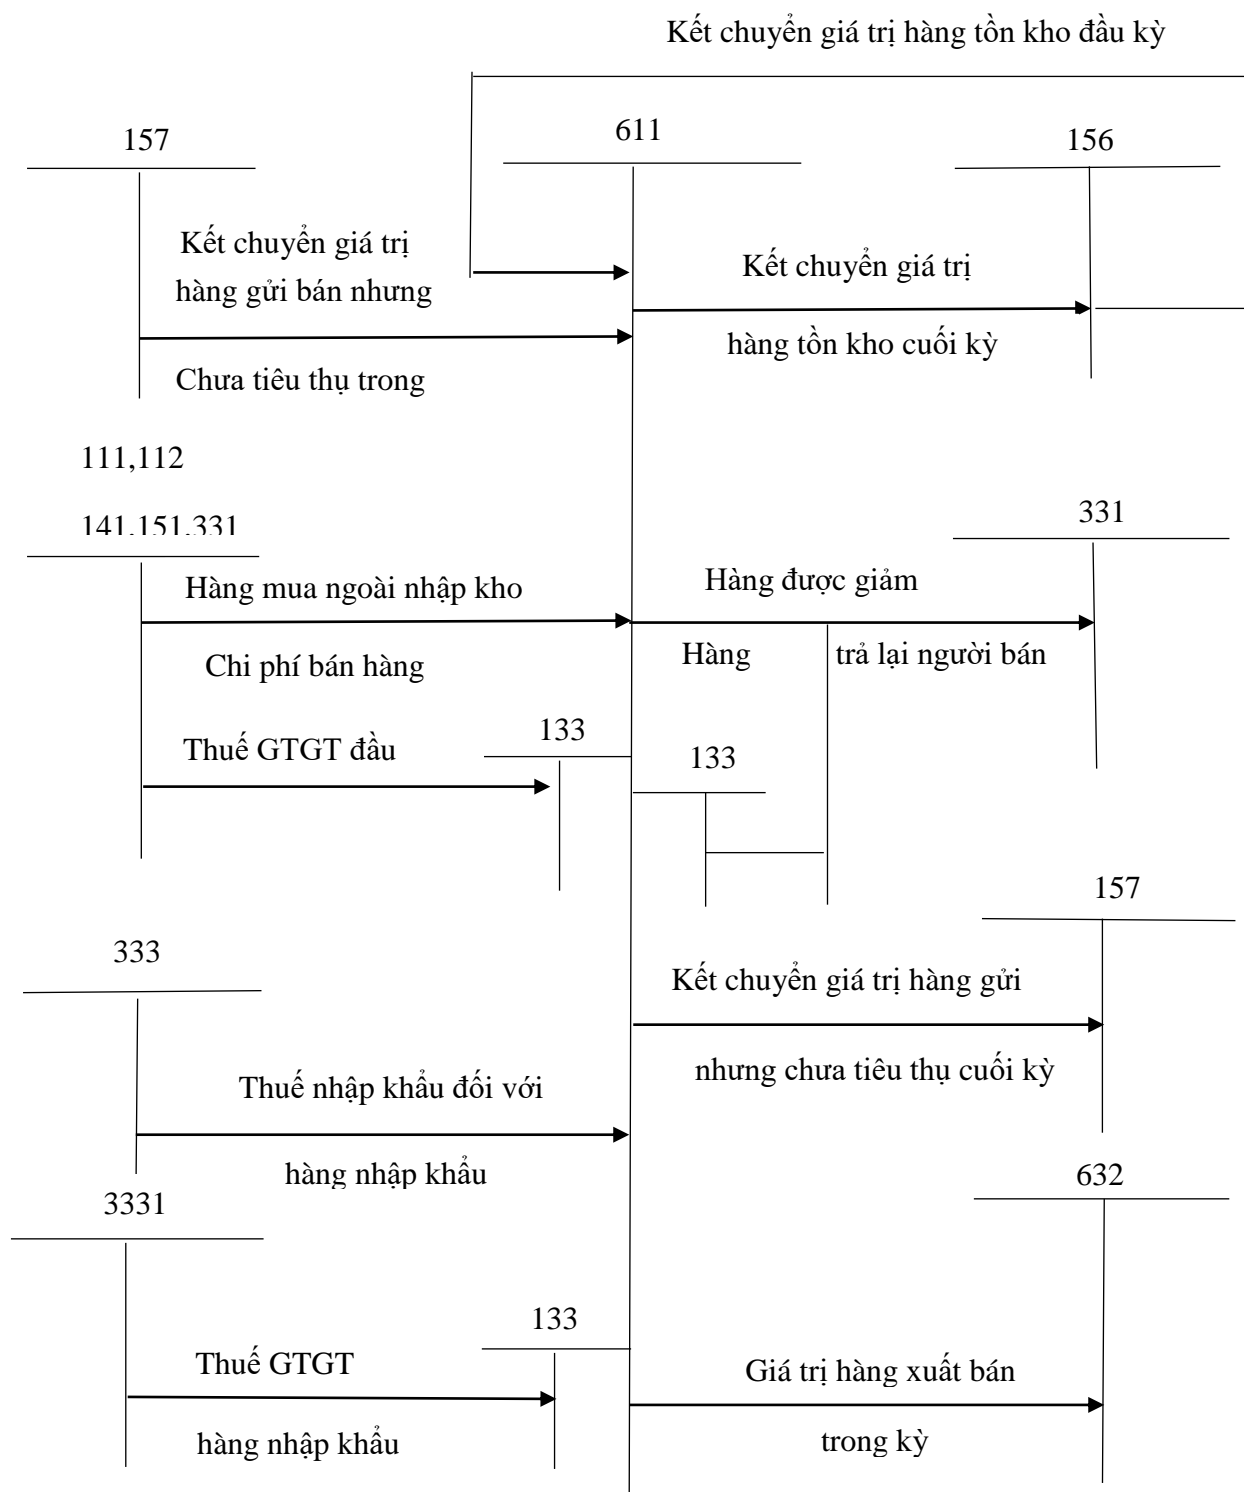 Kết chuyển giá trị hàng tồn kho đầu kỳ
157
611
156
Kết chuyển giá trị
hàng gửi bán nhưng
Chưa tiêu thụ trong
Kết chuyển giá trị
hàng tồn kho cuối kỳ
111,112
141,151,331
331
Hàng mua ngoài nhập kho
Chi phí bán hàng
Hàng được giảm
Hàng
trả lại người bán
Thuế GTGT đầu
133
133
157
333
Kết chuyển giá trị hàng gửi
nhưng chưa tiêu thụ cuối kỳ
Thuế nhập khẩu đối với
hàng nhập khẩu
632
3331
133
Thuế GTGT
hàng nhập khẩu
Giá trị hàng xuất bán
trong kỳ